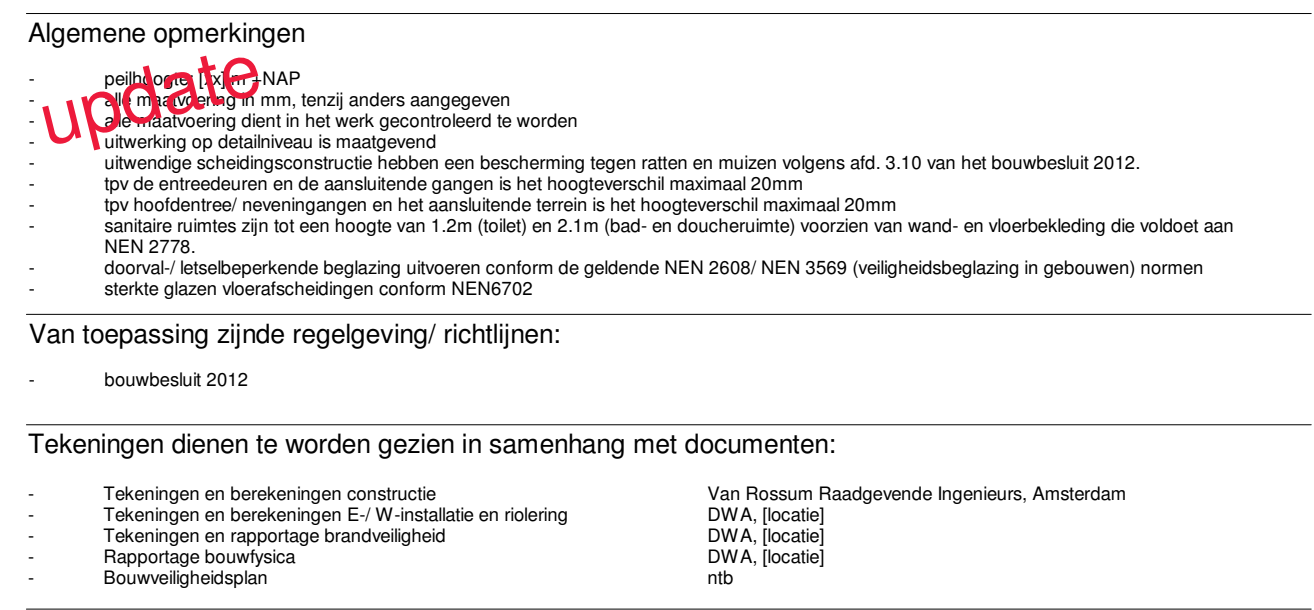 Algemene opmerkingen
- peilhoogte: [xx] m +NAP
- alle maatvoering in mm, tenzij anders aangegeven
- alle maatvoering dient in het werk gecontroleerd te worden
- uitwerking op detailniveau is maatgevend
update
- uitwendige scheidingsconstructie hebben een bescherming tegen ratten en muizen volgens afd. 3.10 van het bouwbesluit 2012.
- tpv de entreedeuren en de aansluitende gangen is het hoogteverschil maximaal 20mm
- tpv hoofdentree/ neveningangen en het aansluitende terrein is het hoogteverschil maximaal 20mm
- sanitaire ruimtes zijn tot een hoogte van 1.2m (toilet) en 2.1m (bad- en doucheruimte) voorzien van wand- en vloerbekleding die voldoet aan
NEN 2778.
- doorval-/ letselbeperkende beglazing uitvoeren conform de geldende NEN 2608/ NEN 3569 (veiligheidsbeglazing in gebouwen) normen
- sterkte glazen vloerafscheidingen conform NEN6702
Van toepassing zijnde regelgeving/ richtlijnen:
- bouwbesluit 2012
Tekeningen dienen te worden gezien in samenhang met documenten:
- Tekeningen en berekeningen constructie Van Rossum Raadgevende Ingenieurs, Amsterdam
- Tekeningen en berekeningen E-/ W-installatie en riolering DWA, [locatie]
- Tekeningen en rapportage brandveiligheid DWA, [locatie]
- Rapportage bouwfysica DWA, [locatie]
- Bouwveiligheidsplan ntb